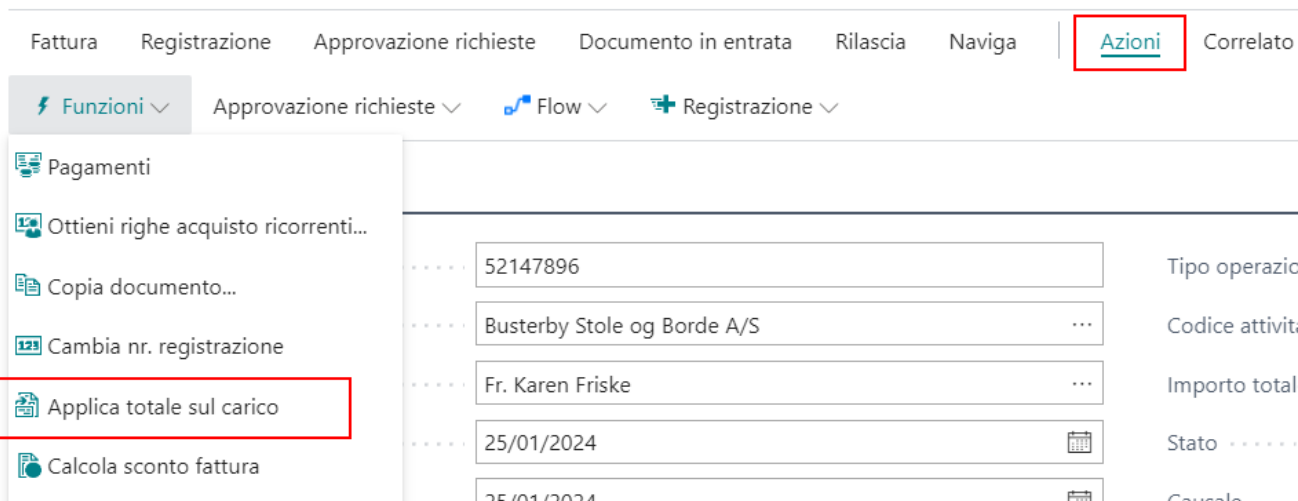 Fattura Registrazione Approvazione richieste Documento in entrata Rilascia Naviga Azioni Correlato
Funzioni Approvazione richieste Flow Registrazione
Pagamenti
Ottieni righe acquisto ricorrenti...
52147896 Tipo operazio
Copia documento...
Busterby Stole og Borde A/S ... Codice attivit
Cambia nr. registrazione
Fr. Karen Friske ... Importo total
Applica totale sul carico
25/01/2024 Stato
Calcola sconto fattura
25/01/2024 Causale